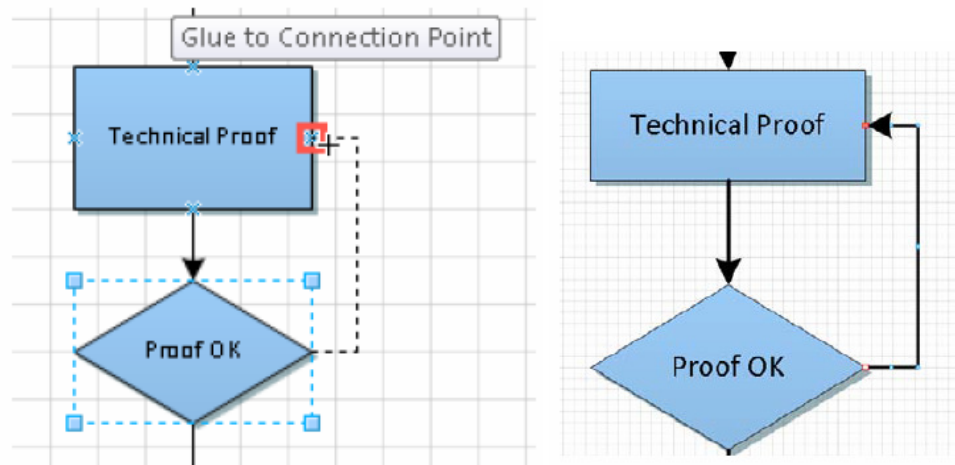 Glue to Connection Point
Technical Proof
Proof OK
Technical Proof
Proof OK